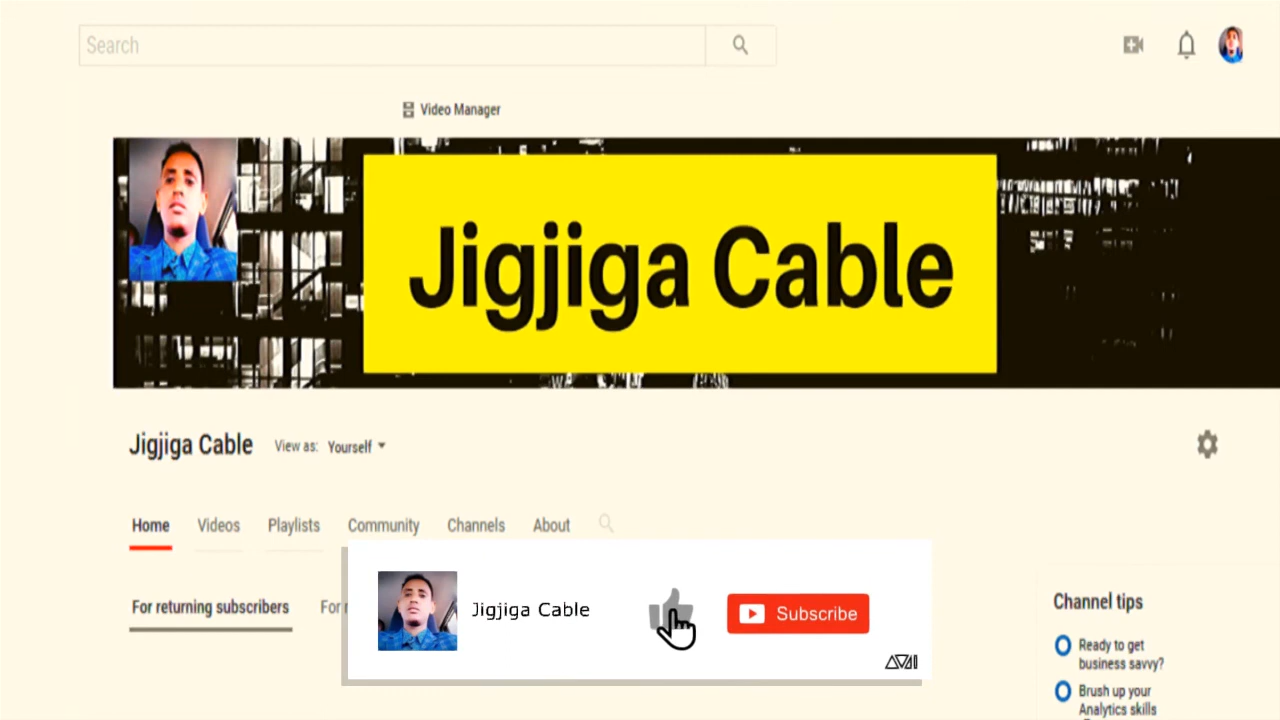 Search
Video Manager
Jigjiga Cable
Jigjiga Cable View as: Yourself
Home Videos Playlists Community Channels About
For returning subscribers For
Jigjiga Cable Subscribe
Channel tips
Ready to get
business savvy?
Brush up your
Analytics skills